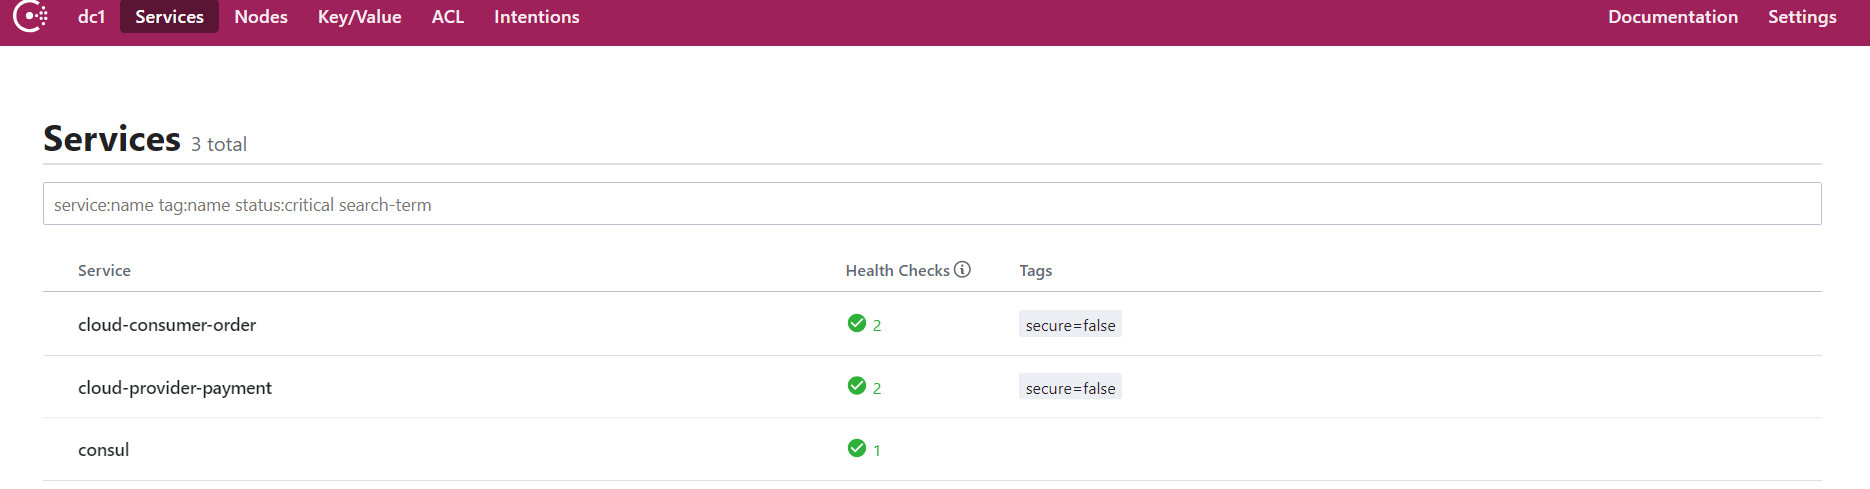 dc1 Services Nodes Key/Value ACL Intentions Documentation Settings
Services 3 total
service:name tag:name status:critical search-term
Service Health Checks Tags
cloud-consumer-order 2 secure=false
cloud-provider-payment 2 secure=false
consul 1